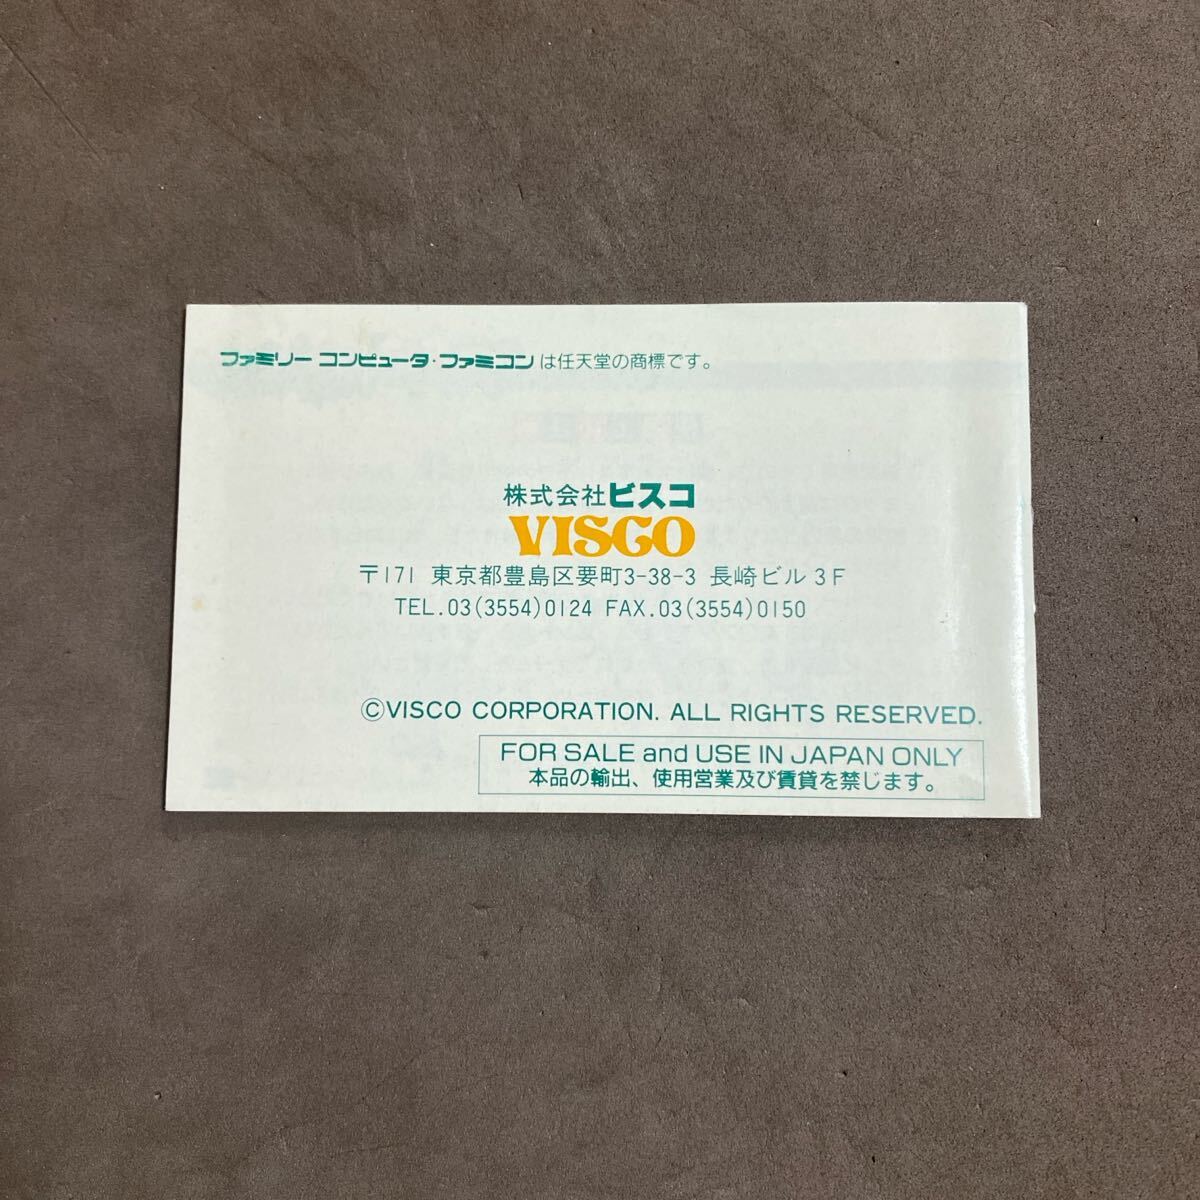 ファミリー コンピュータ・ファミコン は任天堂の商標です。
株式会社ビスコ
VISCO
〒171 東京都豊島区要町3-38-3 長崎ビル3F
TEL.03(3554)0124 FAX.03(3554)0150
©VISCO CORPORATION. ALL RIGHTS RESERVED.
FOR SALE and USE IN JAPAN ONLY
本品の輸出、使用営業及び賃貸を禁じます。